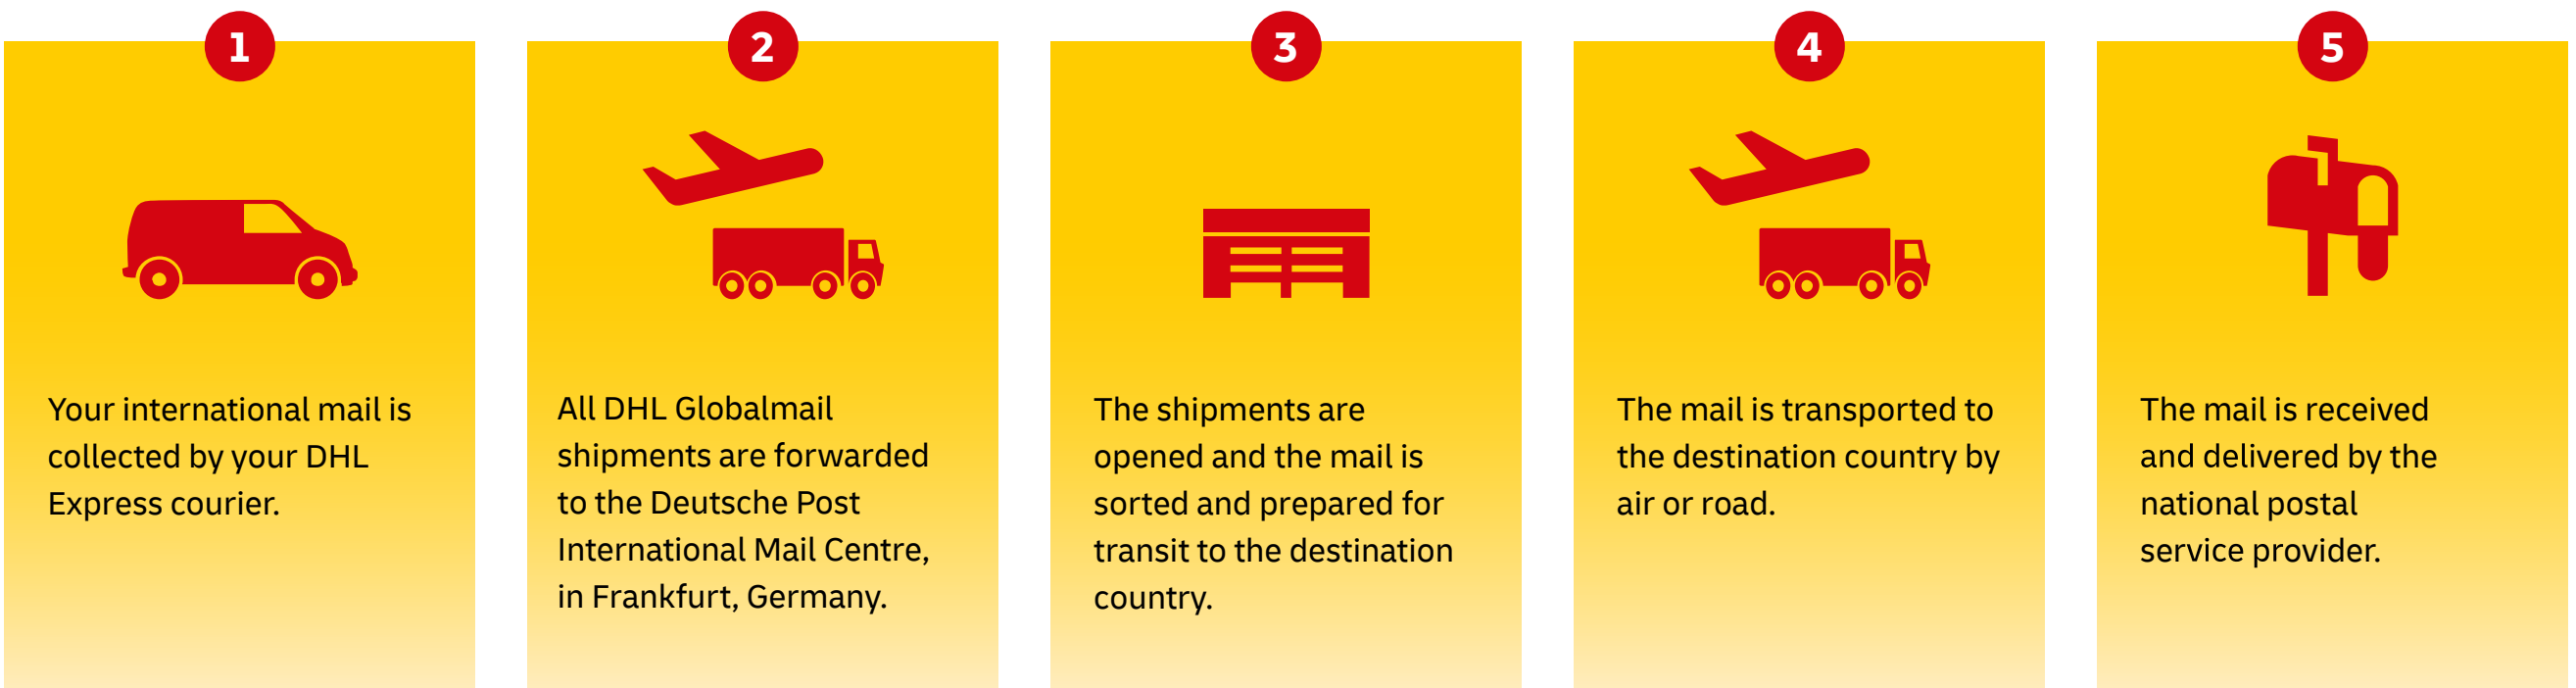 1
Your international mail is
collected by your DHL
Express courier.
2
All DHL Globalmail
shipments are forwarded
to the Deutsche Post
International Mail Centre,
in Frankfurt, Germany.
3
The shipments are
opened and the mail is
sorted and prepared for
transit to the destination
country.
4
The mail is transported to
the destination country by
air or road.
5
The mail is received
and delivered by the
national postal
service provider.